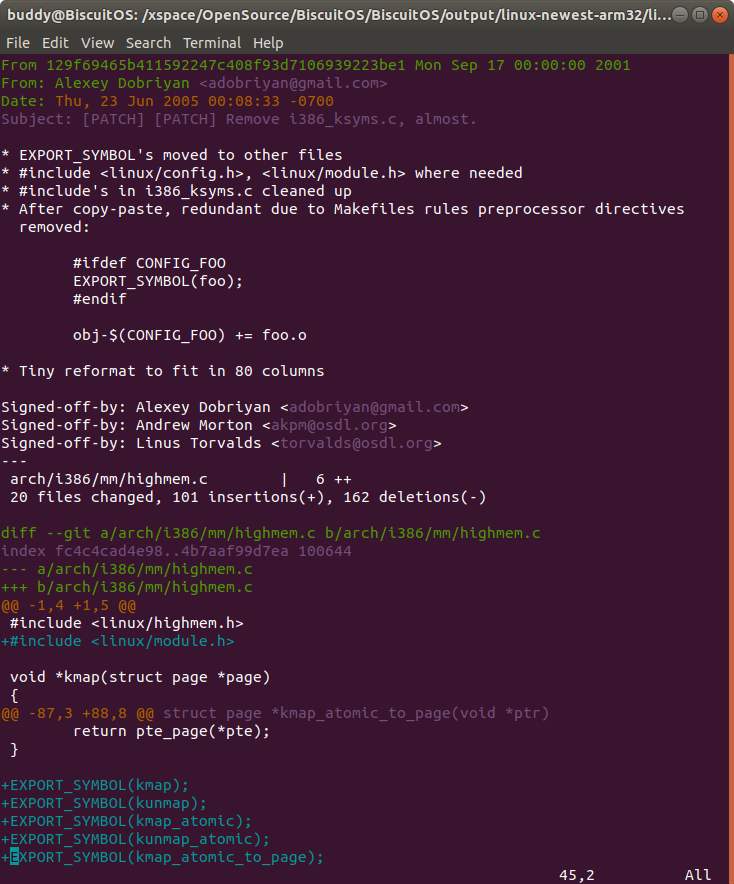 buddy@BiscuitOS: /xspace/OpenSource/BiscuitOS/BiscuitOS/output/linux-newest-arm32/li...
File Edit View Search Terminal Help
From 129f69465b411592247c408f93d7106939223be1 Mon Sep 17 00:00:00 2001
From: Alexey Dobriyan <adobriyan@gmail.com>
Date: Thu, 23 Jun 2005 00:08:33 -0700
Subject: [PATCH] [PATCH] Remove i386_ksyms.c, almost.
* EXPORT_SYMBOL's moved to other files
* #include <linux/config.h>, <linux/module.h> where needed
* #include's in i386_ksyms.c cleaned up
* After copy-paste, redundant due to Makefiles rules preprocessor directives
  removed:
        #ifdef CONFIG_FOO
        EXPORT_SYMBOL(foo);
        #endif
        obj-$(CONFIG_FOO) += foo.o
* Tiny reformat to fit in 80 columns
Signed-off-by: Alexey Dobriyan <adobriyan@gmail.com>
Signed-off-by: Andrew Morton <akpm@osdl.org>
Signed-off-by: Linus Torvalds <torvalds@osdl.org>
---
 arch/i386/mm/highmem.c        |   6 ++
 20 files changed, 101 insertions(+), 162 deletions(-)
diff --git a/arch/i386/mm/highmem.c b/arch/i386/mm/highmem.c
index fc4c4cad4e98..4b7aaf99d7ea 100644
--- a/arch/i386/mm/highmem.c
+++ b/arch/i386/mm/highmem.c
@@ -1,4 +1,5 @@
 #include <linux/highmem.h>
+#include <linux/module.h>
 void *kmap(struct page *page)
 {
@@ -87,3 +88,8 @@ struct page *kmap_atomic_to_page(void *ptr)
        return pte_page(*pte);
 }
+EXPORT_SYMBOL(kmap);
+EXPORT_SYMBOL(kunmap);
+EXPORT_SYMBOL(kmap_atomic);
+EXPORT_SYMBOL(kunmap_atomic);
+EXPORT_SYMBOL(kmap_atomic_to_page);
45,2 All